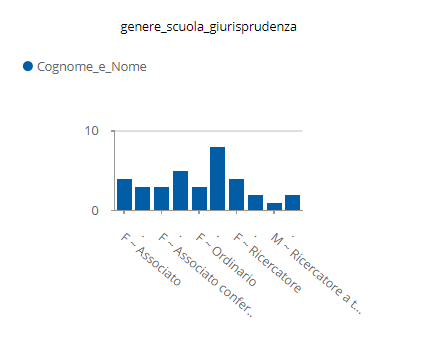 genere_scuola_giurisprudenza
Cognome_e_Nome
10
0
F ~ Associato
.
F ~ Associato confer..
.
F ~ Ordinario
.
F ~ Ricercatore
.
M ~ Ricercatore a t...
.